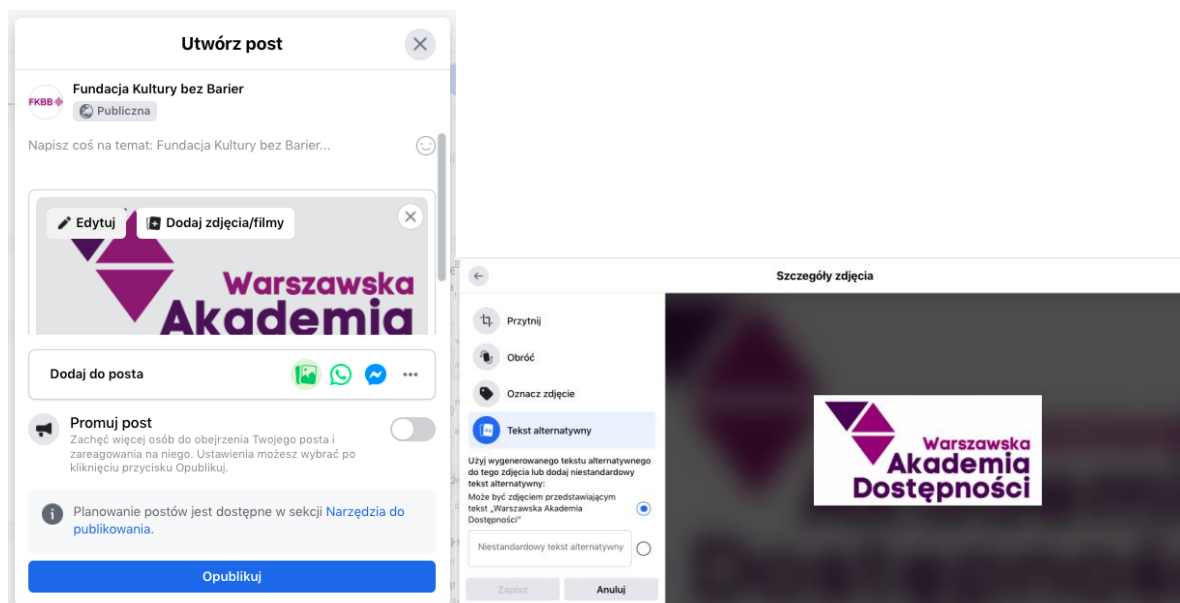 Utwórz post
Fundacja Kultury bez Barier
FKBB
Publiczna
Napisz coś na temat: Fundacja Kultury bez Barier...
Edytuj
Dodaj zdjęcia/filmy
Warszawska
Akademia
Dodaj do posta
Promuj post
Zachęć więcej osób do obejrzenia Twojego posta i
zareagowania na niego. Ustawienia możesz wybrać po
kliknięciu przycisku Opublikuj.
Planowanie postów jest dostępne w sekcji Narzędzia do
publikowania.
Opublikuj
Szczegóły zdjęcia
Przytnij
Obróć
Oznacz zdjęcie
Tekst alternatywny
Użyj wygenerowanego tekstu alternatywnego
do tego zdjęcia lub dodaj niestandardowy
tekst alternatywny:
Może być zdjęciem przedstawiającym
tekst „Warszawska Akademia
Dostępności"
Niestandardowy tekst alternatywny
Zapisz
Anuluj
Warszawska
Akademia
Dostępności